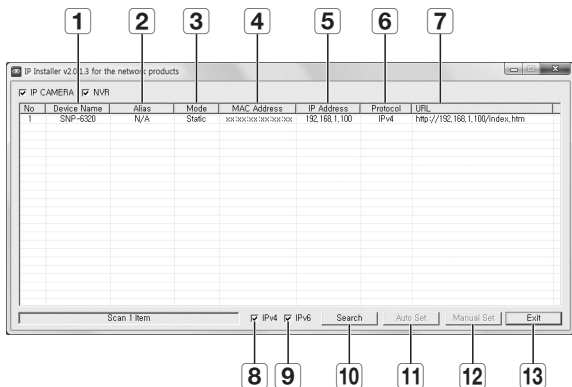 1 2 3 4 5 6 7
IP Installer v2.0.1.3 for the network products
IP CAMERA NVR
No Device Name Alias Mode MAC Address IP Address Protocol URL
1 SNP-6320 N/A Static xx:xx:xx:xx:xx:xx 192,168,1,100 IPv4 http://192,168,1,100/index,htm
Scan 1 Item IPv4 IPv6 Search Auto Set Manual Set Exit
8 9 10 11 12 13